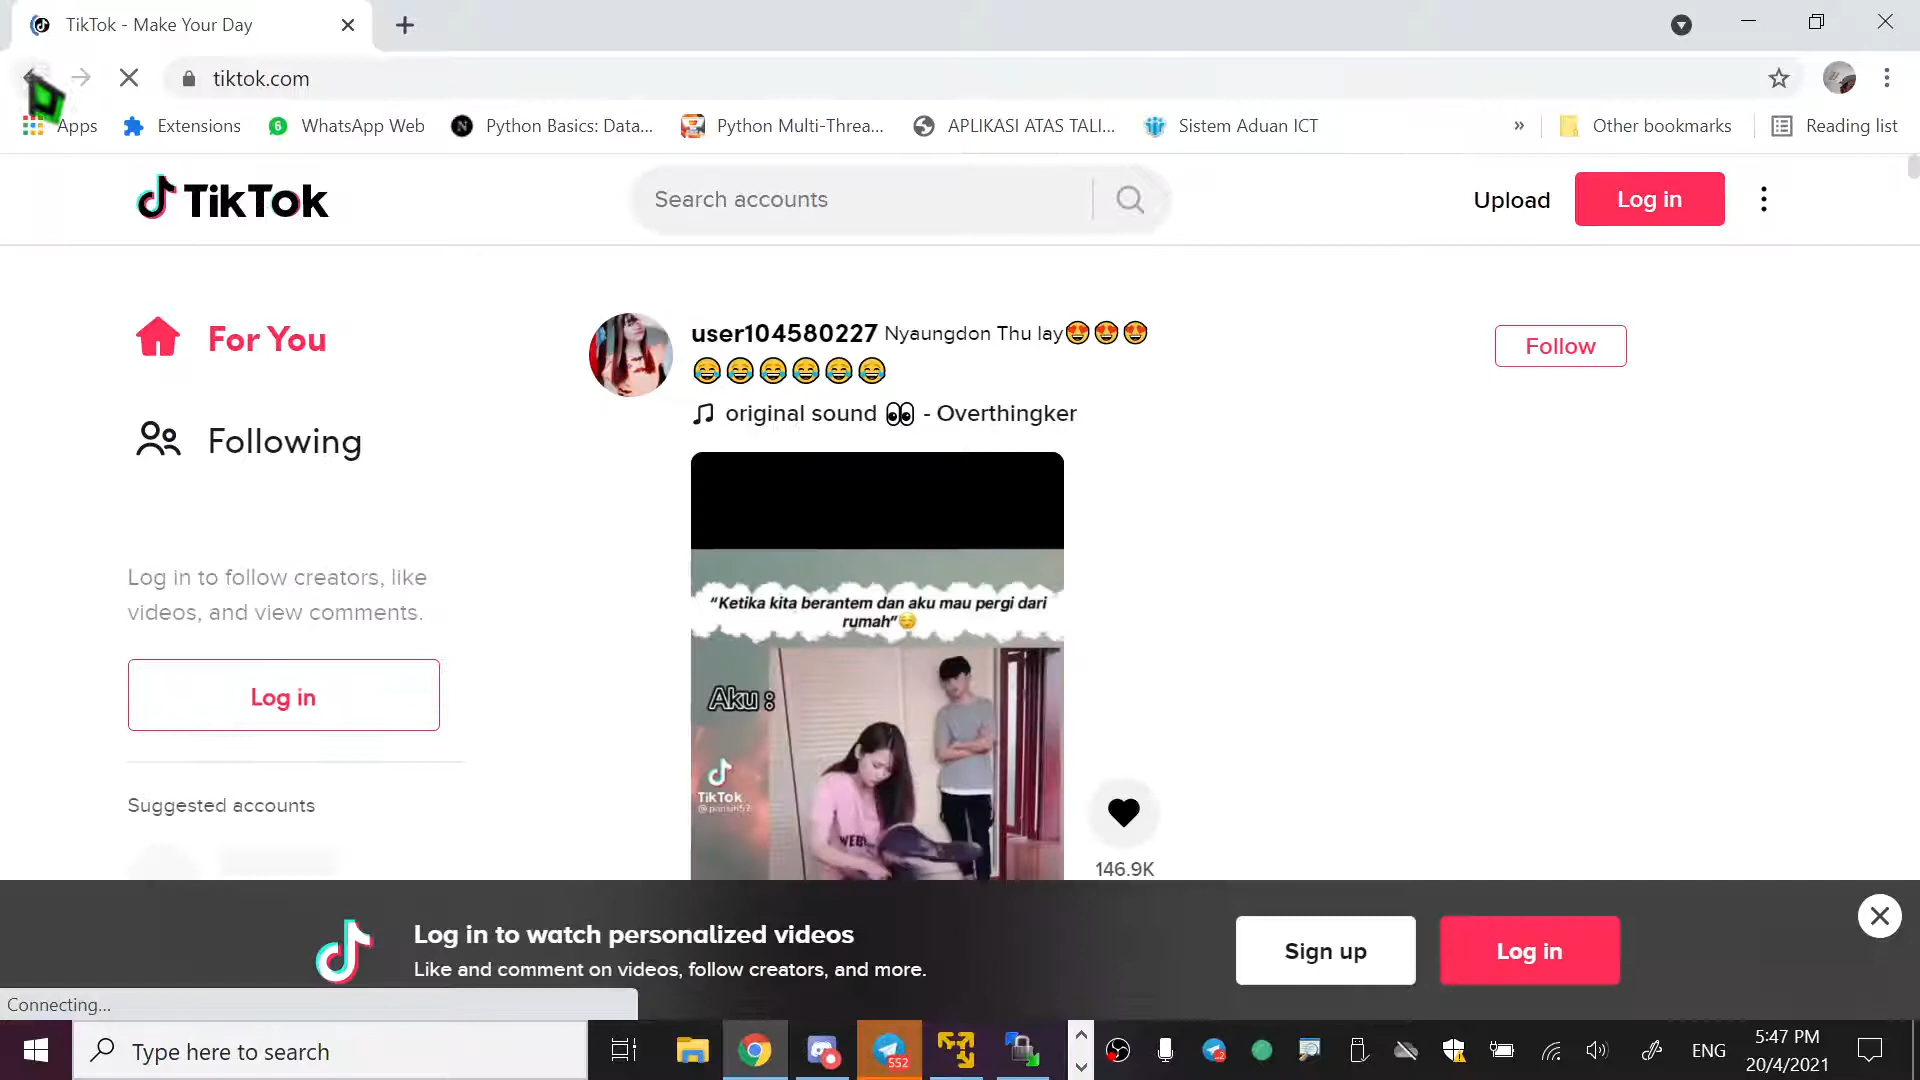 TikTok - Make Your Day
tiktok.com
Apps
Extensions
6
WhatsApp Web
N
Python Basics: Data...
Python Multi-Threa...
APLIKASI ATAS TALI...
Sistem Aduan ICT
»
Other bookmarks
Reading list
TikTok
Search accounts
Upload
Log in
For You
user104580227 Nyaungdon Thu lay😍😍😍
😂😂😂😂😂😂
Follow
original sound 👀 - Overthingker
Following
"Ketika kita berantem dan aku mau pergi dari
rumah"😌
Log in to follow creators, like
videos, and view comments.
Aku :
Log in
TikTok
Suggested accounts
146.9K
Log in to watch personalized videos
Like and comment on videos, follow creators, and more.
Sign up
Log in
Connecting...
Type here to search
552
ENG
5:47 PM
20/4/2021